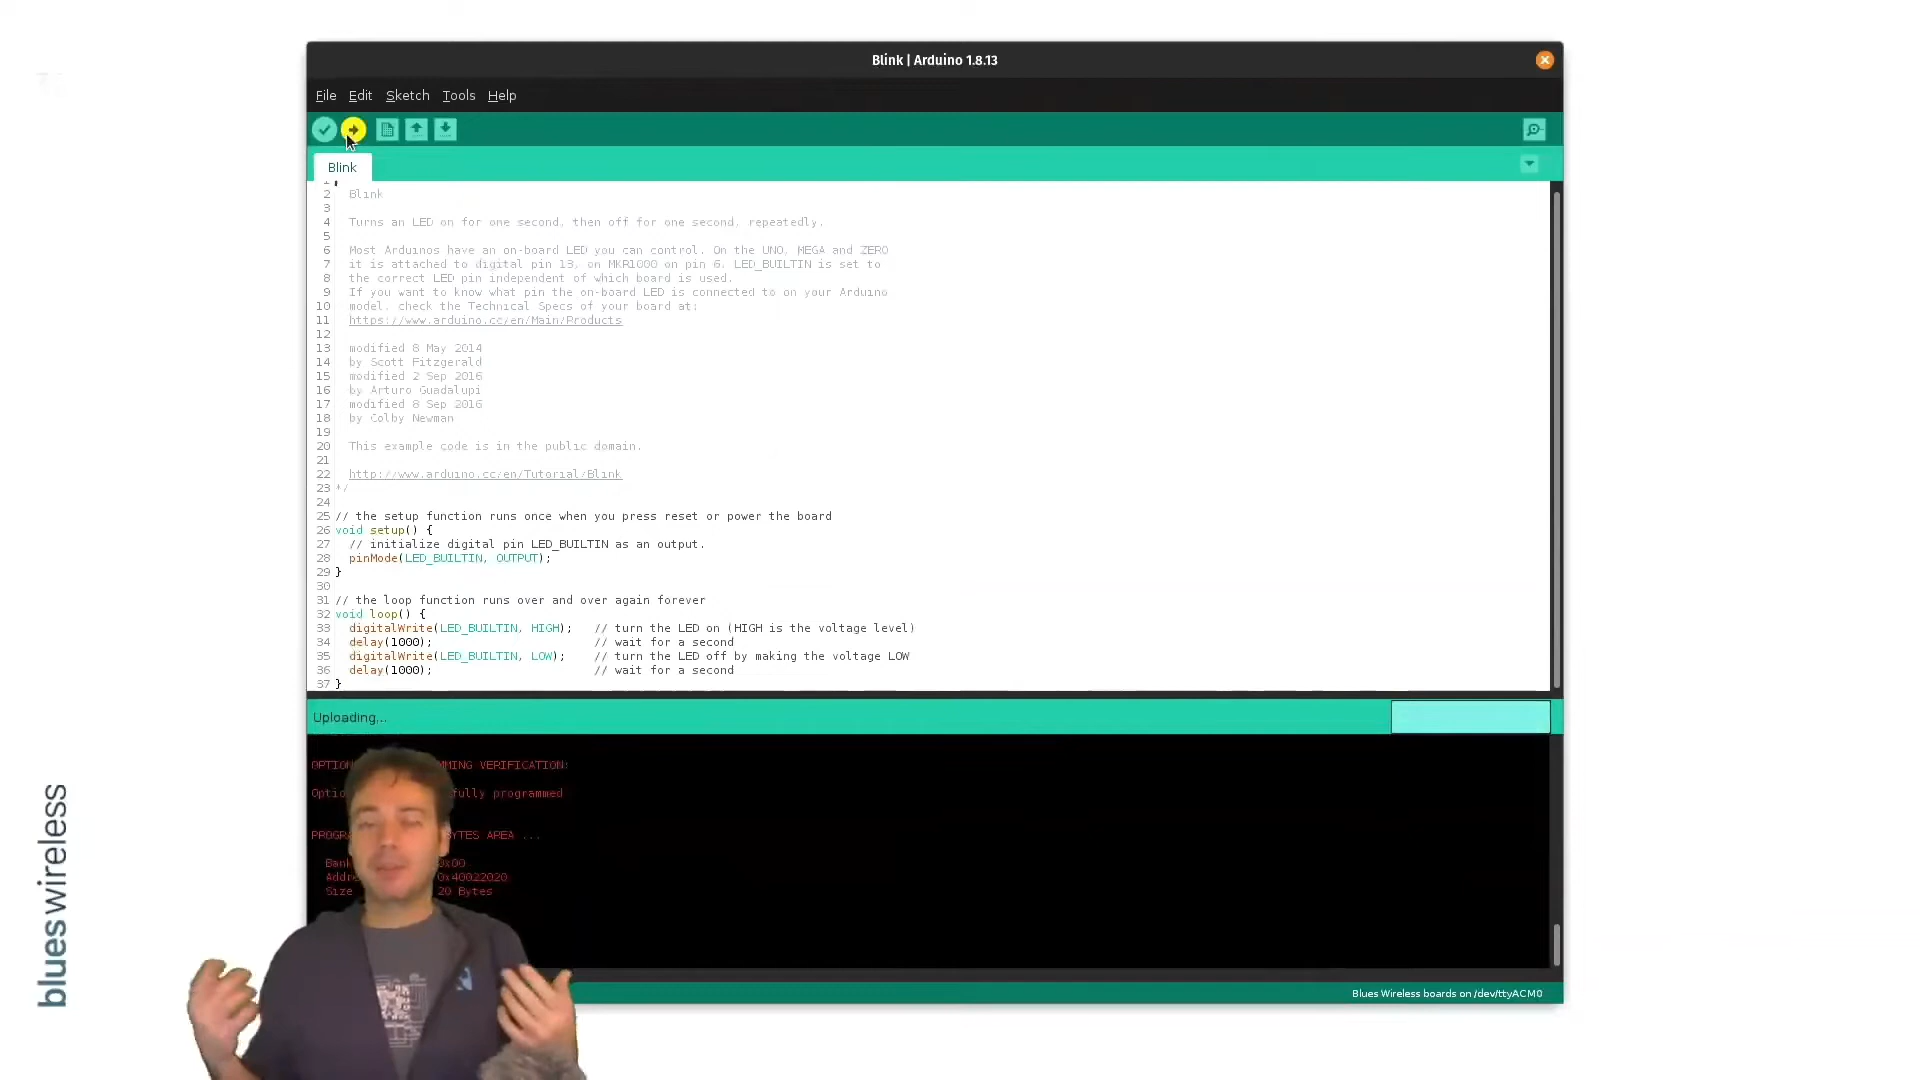 Blink | Arduino 1.8.13
File Edit Sketch Tools Help
Blink
1
2 Blink
3
4 Turns an LED on for one second, then off for one second, repeatedly.
5
6 Most Arduinos have an on-board LED you can control. On the UNO, MEGA and ZERO
7 it is attached to digital pin 13, on MKR1000 on pin 6. LED_BUILTIN is set to
8 the correct LED pin independent of which board is used.
9 If you want to know what pin the on-board LED is connected to on your Arduino
10 model, check the Technical Specs of your board at:
11 https://www.arduino.cc/en/Main/Products
12
13 modified 8 May 2014
14 by Scott Fitzgerald
15 modified 2 Sep 2016
16 by Arturo Guadalupi
17 modified 8 Sep 2016
18 by Colby Newman
19
20 This example code is in the public domain.
21
22 http://www.arduino.cc/en/Tutorial/Blink
23 */
24
25 // the setup function runs once when you press reset or power the board
26 void setup() {
27 // initialize digital pin LED_BUILTIN as an output.
28 pinMode(LED_BUILTIN, OUTPUT);
29 }
30
31 // the loop function runs over and over again forever
32 void loop() {
33 digitalWrite(LED_BUILTIN, HIGH); // turn the LED on (HIGH is the voltage level)
34 delay(1000); // wait for a second
35 digitalWrite(LED_BUILTIN, LOW); // turn the LED off by making the voltage LOW
36 delay(1000); // wait for a second
37 }
Uploading...
VERIFICATION:
programmed
BYTES AREA ...
Bank 0x00
0x40022020
Size 20 Bytes
Blues Wireless boards on /dev/ttyACM0
blues wireless